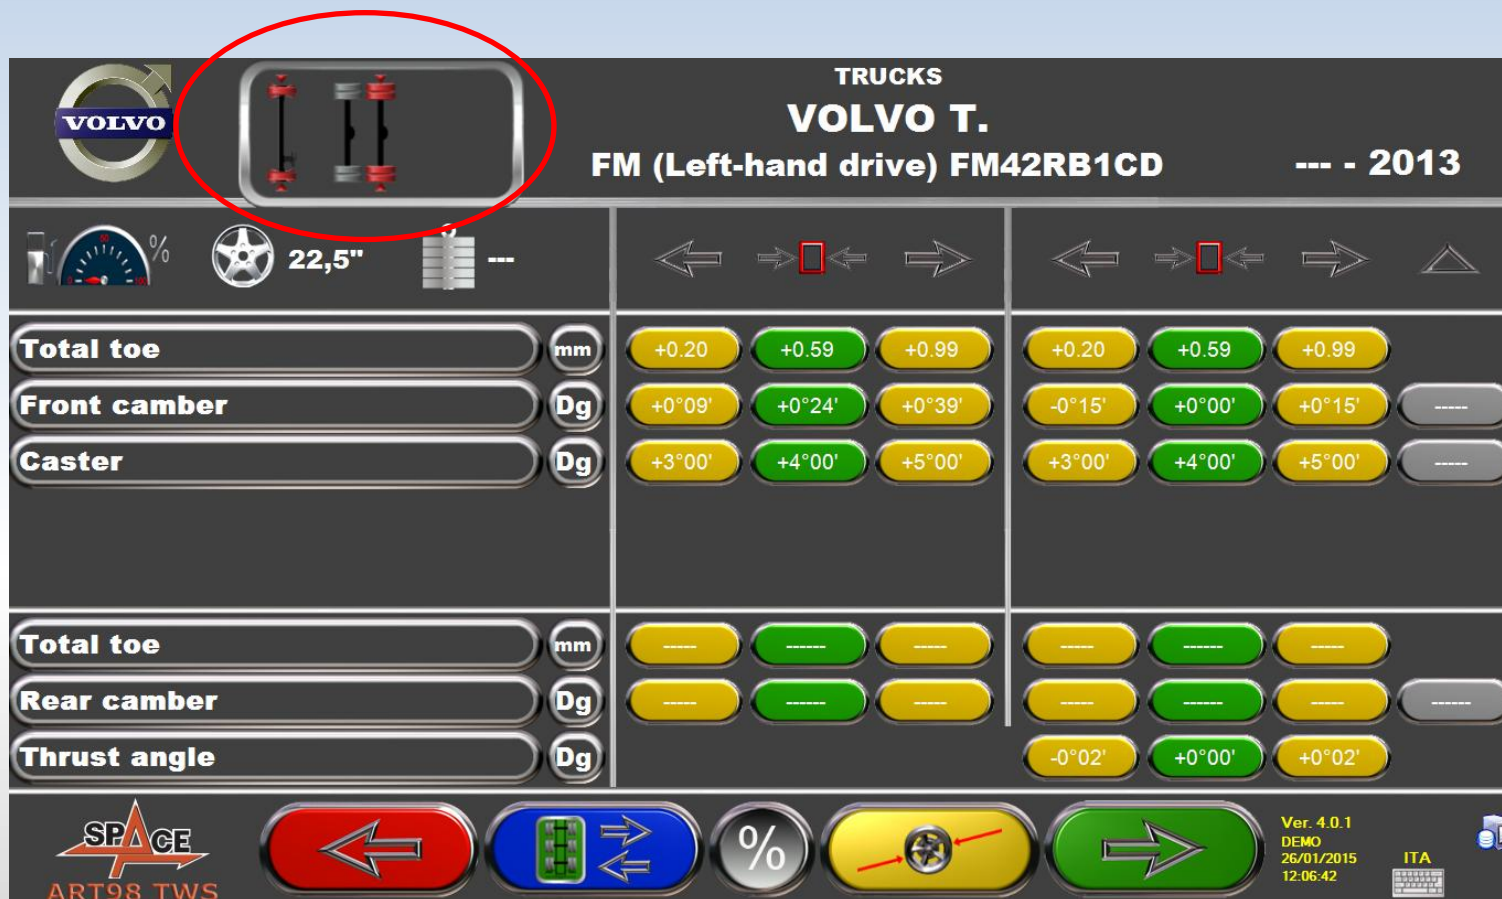 VOLVO
TRUCKS
VOLVO T.
FM (Left-hand drive) FM42RB1CD --- - 2013
% 22,5" ---
Total toe mm +0.20 +0.59 +0.99 +0.20 +0.59 +0.99
Front camber Dg +0°09' +0°24' +0°39' -0°15' +0°00' +0°15' -----
Caster Dg +3°00' +4°00' +5°00' +3°00' +4°00' +5°00' -----
Total toe mm ----- ------ ----- ----- ------ -----
Rear camber Dg ----- ------ ----- ----- ------ ----- ------
Thrust angle Dg -0°02' +0°00' +0°02'
SPACE
ART98 TWS
%
Ver. 4.0.1
DEMO
26/01/2015
12:06:42
ITA